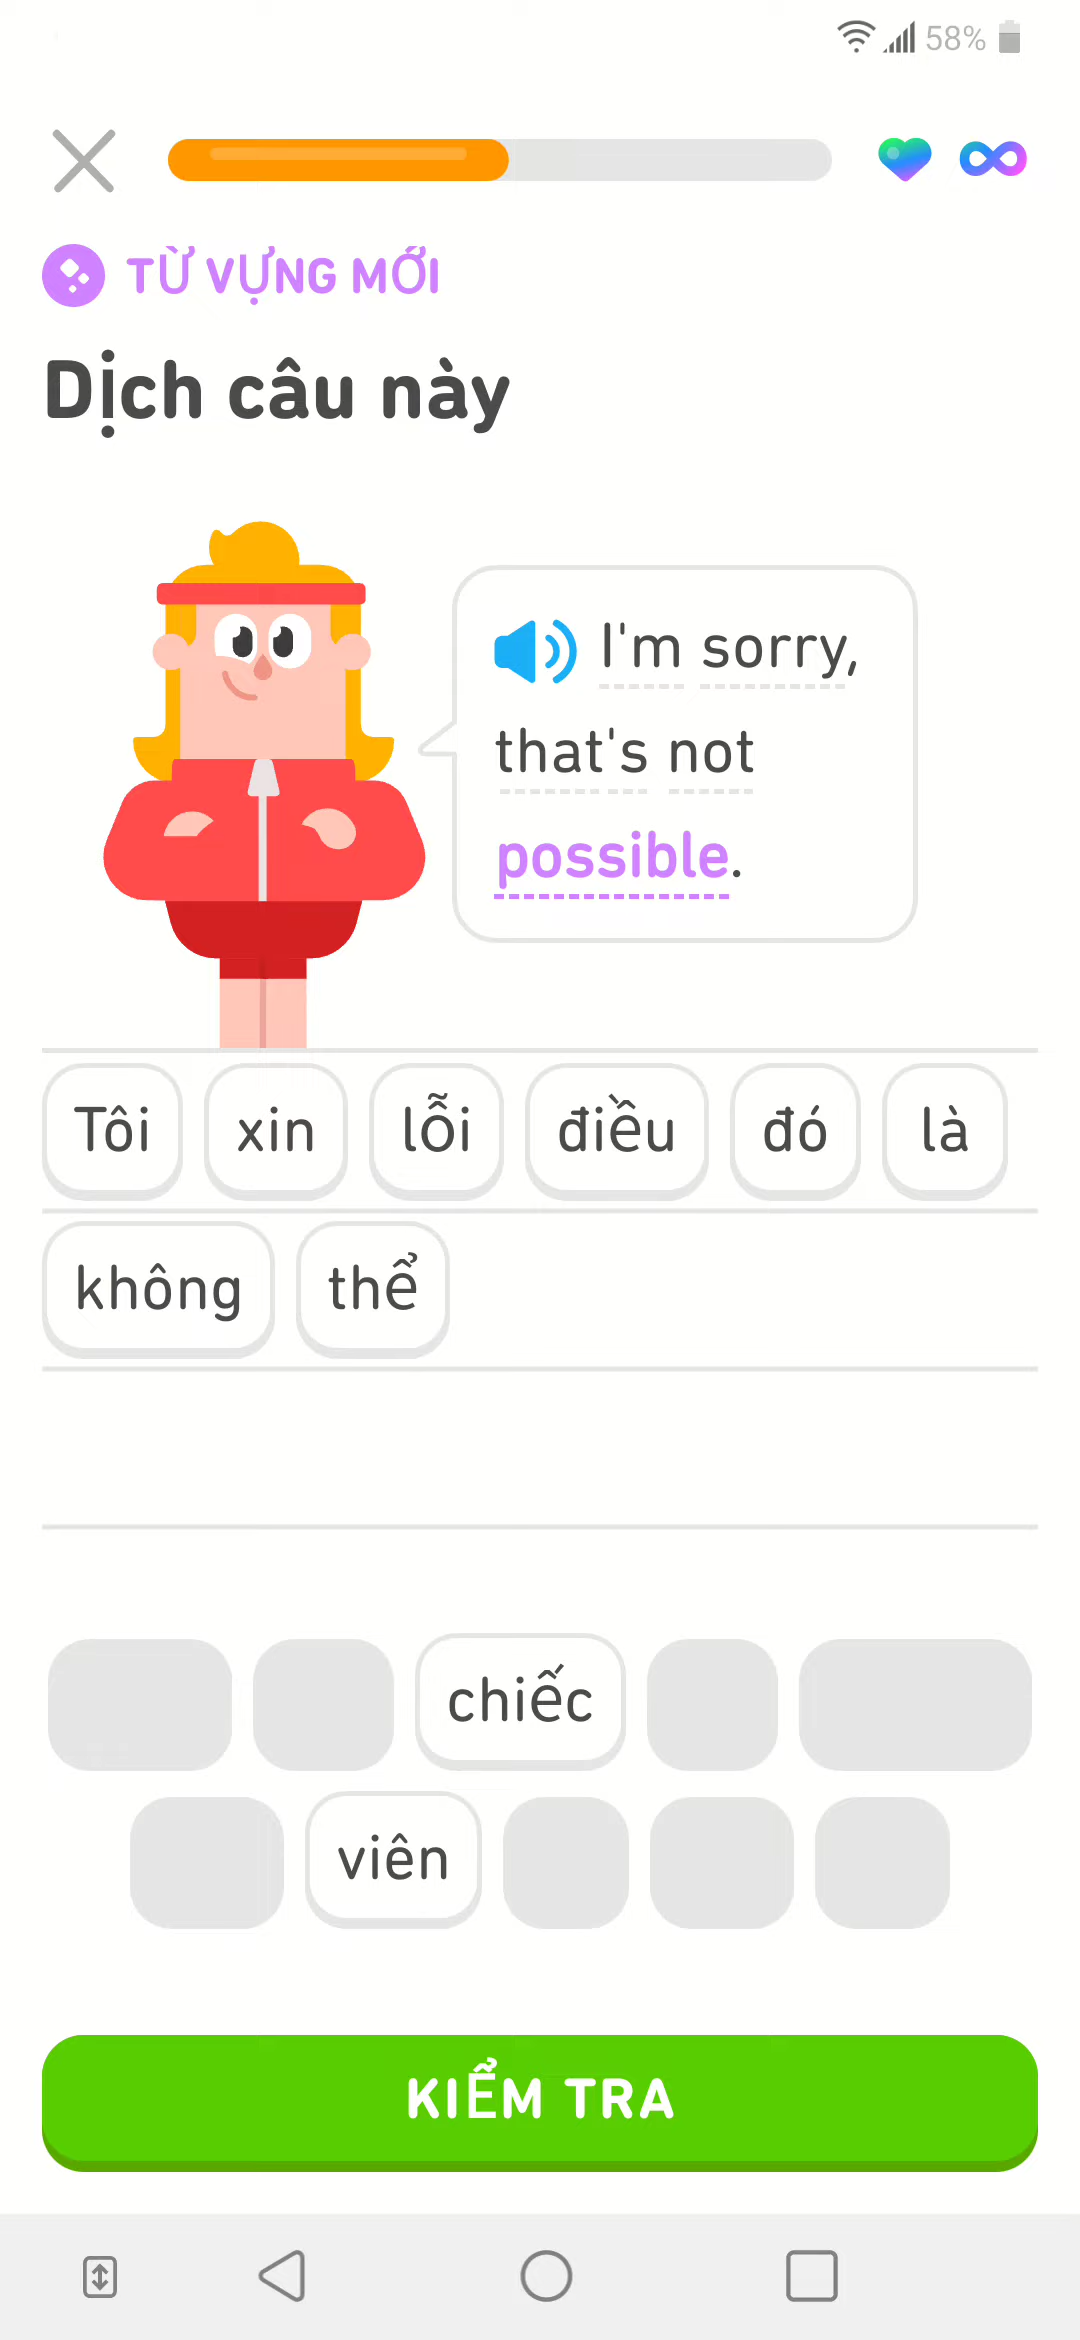 58%
TỪ VỰNG MỚI
Dịch câu này
I'm sorry,
that's not
possible.
Tôi xin lỗi điều đó là
không thể
chiếc
viên
KIỂM TRA